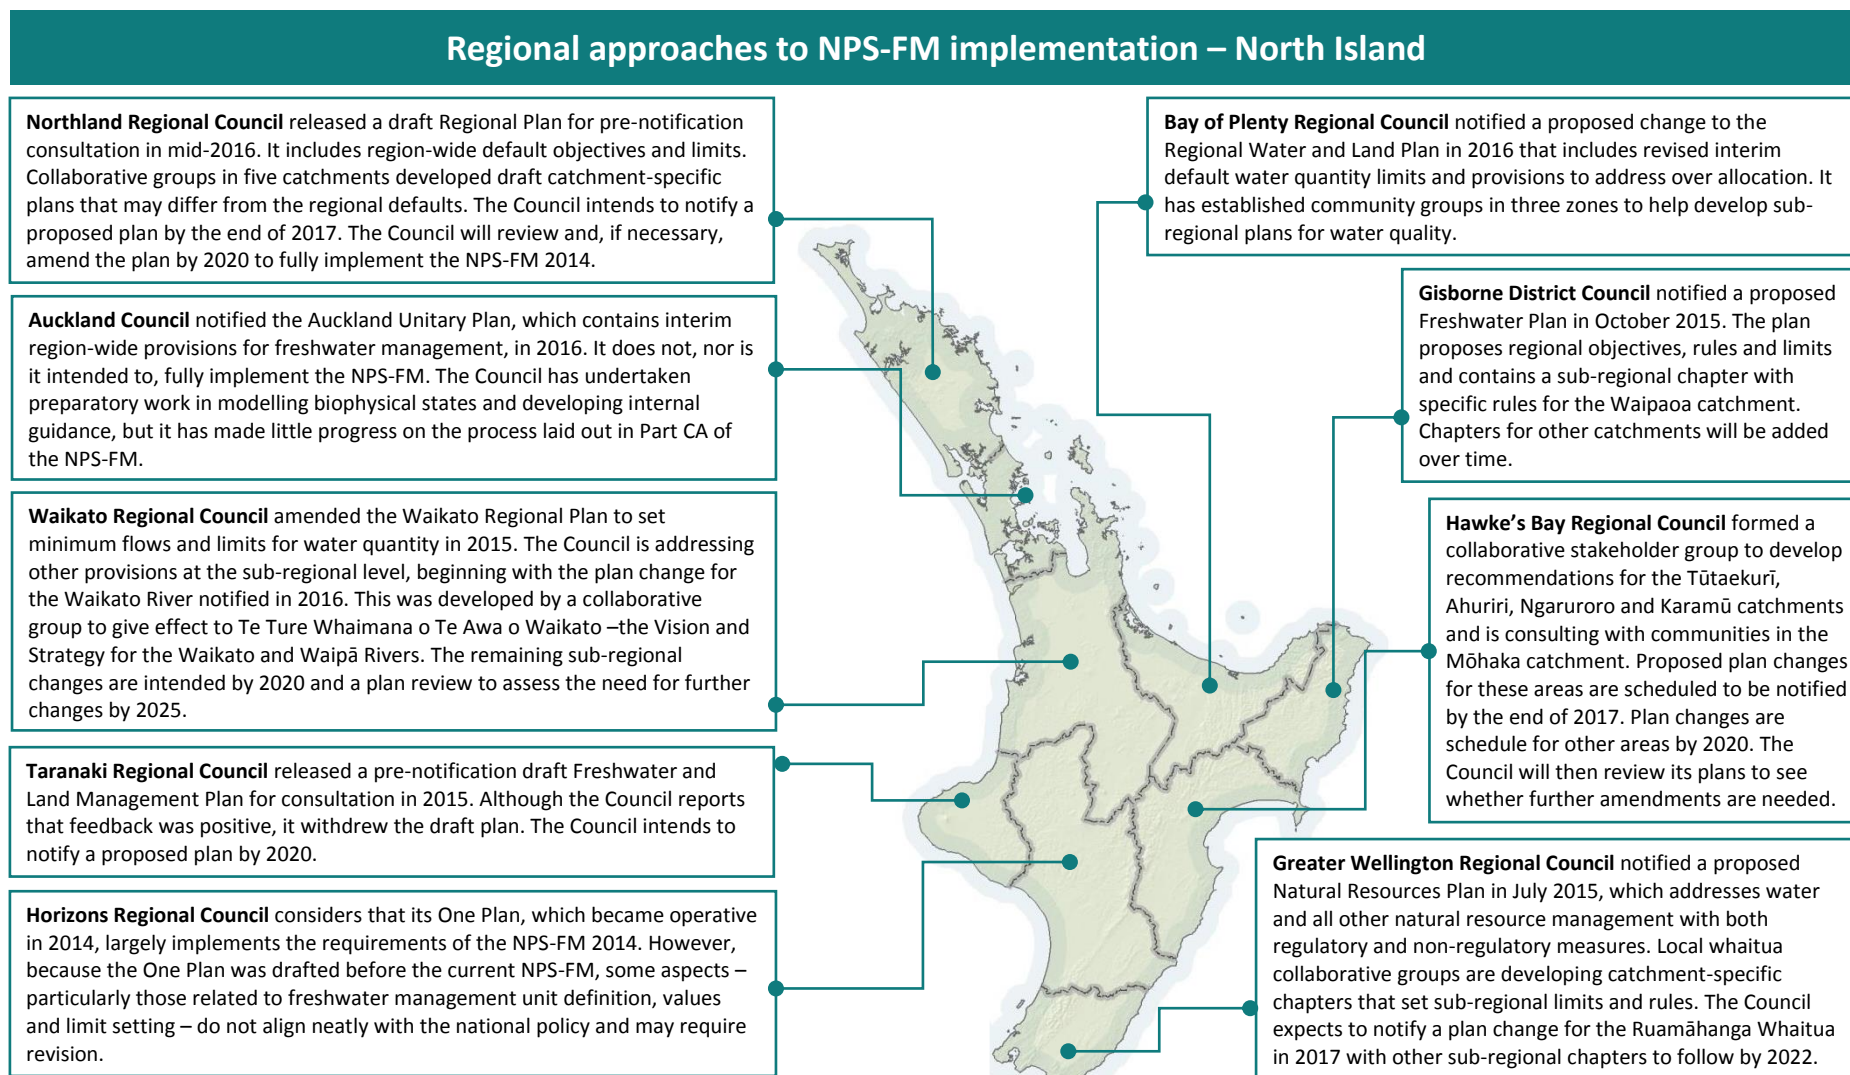 Regional approaches to NPS-FM implementation – North Island
Northland Regional Council released a draft Regional Plan for pre-notification
consultation in mid-2016. It includes region-wide default objectives and limits.
Collaborative groups in five catchments developed draft catchment-specific
plans that may differ from the regional defaults. The Council intends to notify a
proposed plan by the end of 2017. The Council will review and, if necessary,
amend the plan by 2020 to fully implement the NPS-FM 2014.
Auckland Council notified the Auckland Unitary Plan, which contains interim
region-wide provisions for freshwater management, in 2016. It does not, nor is
it intended to, fully implement the NPS-FM. The Council has undertaken
preparatory work in modelling biophysical states and developing internal
guidance, but it has made little progress on the process laid out in Part CA of
the NPS-FM.
Waikato Regional Council amended the Waikato Regional Plan to set
minimum flows and limits for water quantity in 2015. The Council is addressing
other provisions at the sub-regional level, beginning with the plan change for
the Waikato River notified in 2016. This was developed by a collaborative
group to give effect to Te Ture Whaimana o Te Awa o Waikato –the Vision and
Strategy for the Waikato and Waipā Rivers. The remaining sub-regional
changes are intended by 2020 and a plan review to assess the need for further
changes by 2025.
Taranaki Regional Council released a pre-notification draft Freshwater and
Land Management Plan for consultation in 2015. Although the Council reports
that feedback was positive, it withdrew the draft plan. The Council intends to
notify a proposed plan by 2020.
Horizons Regional Council considers that its One Plan, which became operative
in 2014, largely implements the requirements of the NPS-FM 2014. However,
because the One Plan was drafted before the current NPS-FM, some aspects –
particularly those related to freshwater management unit definition, values
and limit setting – do not align neatly with the national policy and may require
revision.
Bay of Plenty Regional Council notified a proposed change to the
Regional Water and Land Plan in 2016 that includes revised interim
default water quantity limits and provisions to address over allocation. It
has established community groups in three zones to help develop sub-
regional plans for water quality.
Gisborne District Council notified a proposed
Freshwater Plan in October 2015. The plan
proposes regional objectives, rules and limits
and contains a sub-regional chapter with
specific rules for the Waipaoa catchment.
Chapters for other catchments will be added
over time.
Hawke's Bay Regional Council formed a
collaborative stakeholder group to develop
recommendations for the Tūtaekurī,
Ahuriri, Ngaruroro and Karamū catchments
and is consulting with communities in the
Mōhaka catchment. Proposed plan changes
for these areas are scheduled to be notified
by the end of 2017. Plan changes are
schedule for other areas by 2020. The
Council will then review its plans to see
whether further amendments are needed.
Greater Wellington Regional Council notified a proposed
Natural Resources Plan in July 2015, which addresses water
and all other natural resource management with both
regulatory and non-regulatory measures. Local whaitua
collaborative groups are developing catchment-specific
chapters that set sub-regional limits and rules. The Council
expects to notify a plan change for the Ruamāhanga Whaitua
in 2017 with other sub-regional chapters to follow by 2022.